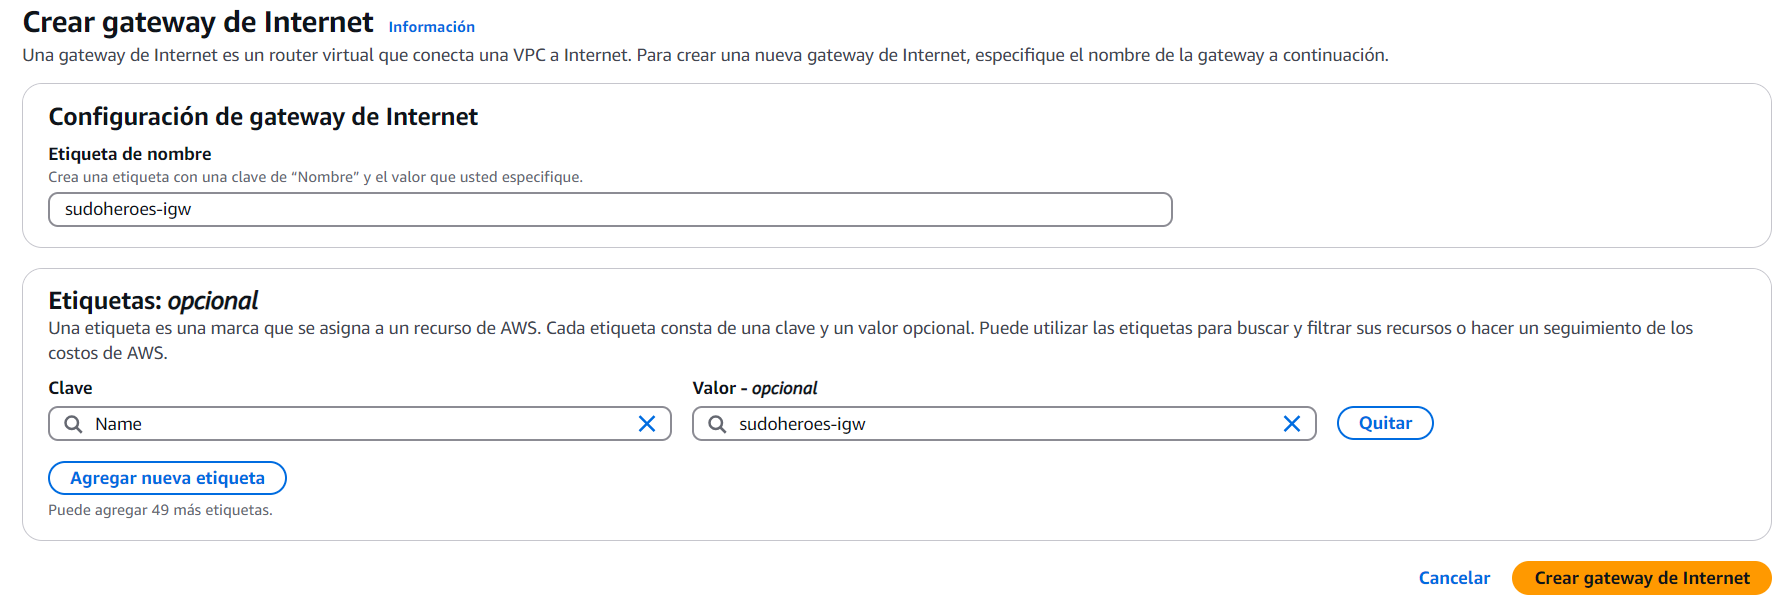 Crear gateway de Internet Información
Una gateway de Internet es un router virtual que conecta una VPC a Internet. Para crear una nueva gateway de Internet, especifique el nombre de la gateway a continuación.
Configuración de gateway de Internet
Etiqueta de nombre
Crea una etiqueta con una clave de “Nombre” y el valor que usted especifique.
sudoheroes-igw
Etiquetas: opcional
Una etiqueta es una marca que se asigna a un recurso de AWS. Cada etiqueta consta de una clave y un valor opcional. Puede utilizar las etiquetas para buscar y filtrar sus recursos o hacer un seguimiento de los
costos de AWS.
Clave Valor - opcional
Name sudoheroes-igw Quitar
Agregar nueva etiqueta
Puede agregar 49 más etiquetas.
Cancelar Crear gateway de Internet